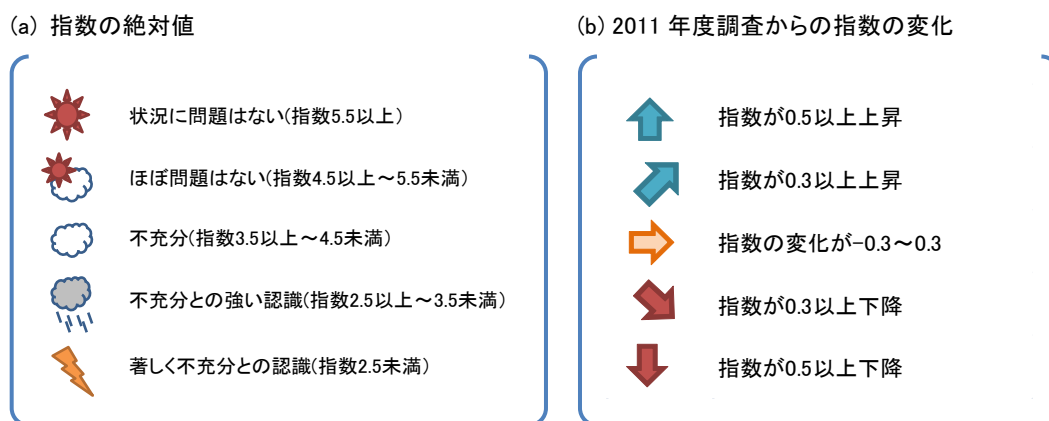 (a) 指数の絶対値
状況に問題はない(指数5.5以上)
ほぼ問題はない(指数4.5以上～5.5未満)
不充分(指数3.5以上～4.5未満)
不充分との強い認識(指数2.5以上～3.5未満)
著しく不充分との認識(指数2.5未満)
(b) 2011 年度調査からの指数の変化
指数が0.5以上上昇
指数が0.3以上上昇
指数の変化が-0.3～0.3
指数が0.3以上下降
指数が0.5以上下降